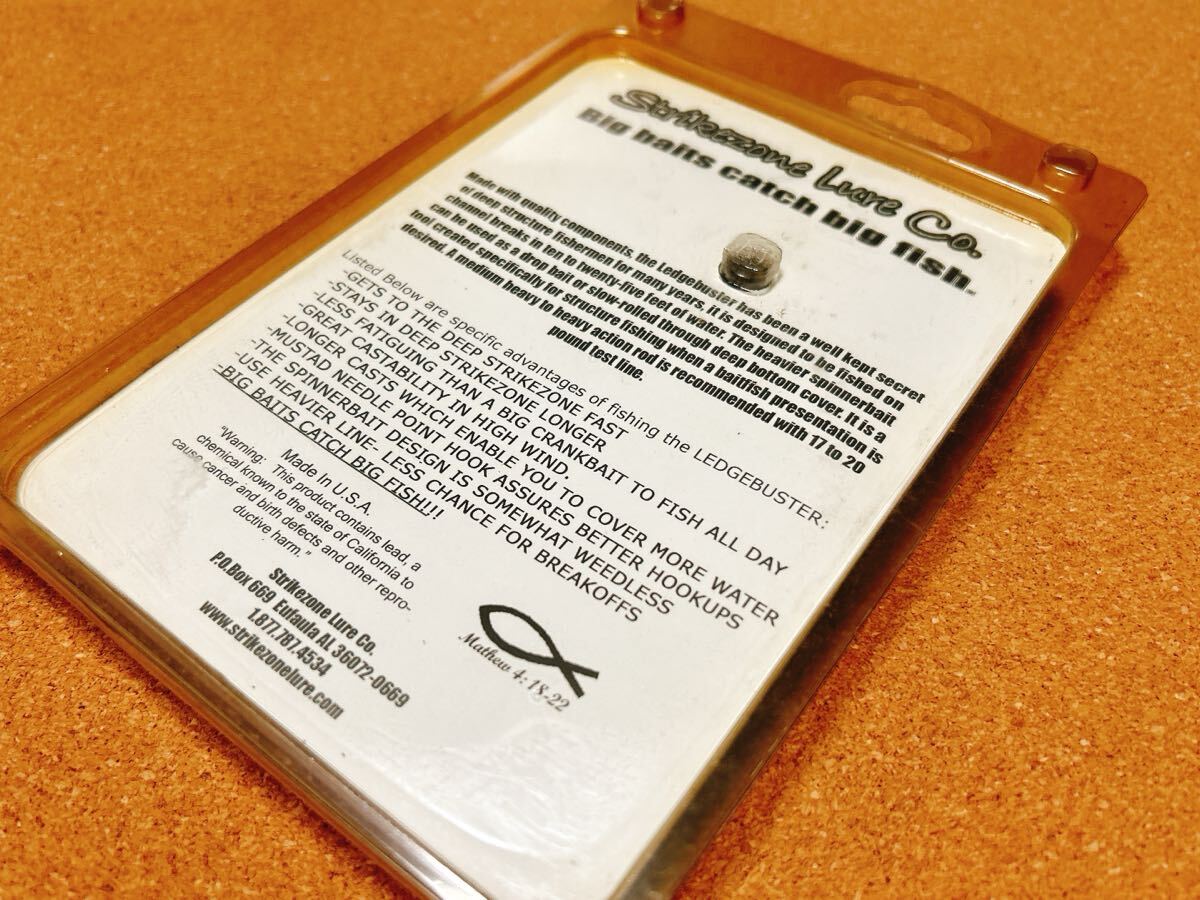 Strikezone Lure Co.
Big baits catch big fish.™
Made with quality components, the Ledgebuster has been a well kept secret
of deep structure fishermen for many years. it is designed to be fished on
channel breaks in ten to twenty-five feet of water. The heavier spinnerbait
can be used as a drop bait or slow-rolled through deep bottom cover. It is a
tool created specifically for structure fishing when a baitfish presentation is
desired. A medium heavy to heavy action rod is recommended with 17 to 20
pound test line.
Listed Below are specific advantages of fishing the LEDGEBUSTER:
-GETS TO THE DEEP STRIKEZONE FAST
-STAYS IN DEEP STRIKEZONE LONGER
-LESS FATIGUING THAN A BIG CRANKBAIT TO FISH ALL DAY
-GREAT CASTABILITY IN HIGH WIND.
-LONGER CASTS WHICH ENABLE YOU TO COVER MORE WATER
-MUSTAD NEEDLE POINT HOOK ASSURES BETTER HOOKUPS
-THE SPINNERBAIT DESIGN IS SOMEWHAT WEEDLESS
-USE HEAVIER LINE- LESS CHANCE FOR BREAKOFFS
-BIG BAITS CATCH BIG FISH!!!
Made In U.S.A.
"Warning: This product contains lead, a
chemical known to the state of California to
cause cancer and birth defects and other repro-
ductive harm."
Strikezone Lure Co.
P.O.Box 669 Eufaula AL 36072-0669
1.877.787.4534
www.strikezonelure.com
Mathew 4:18-22